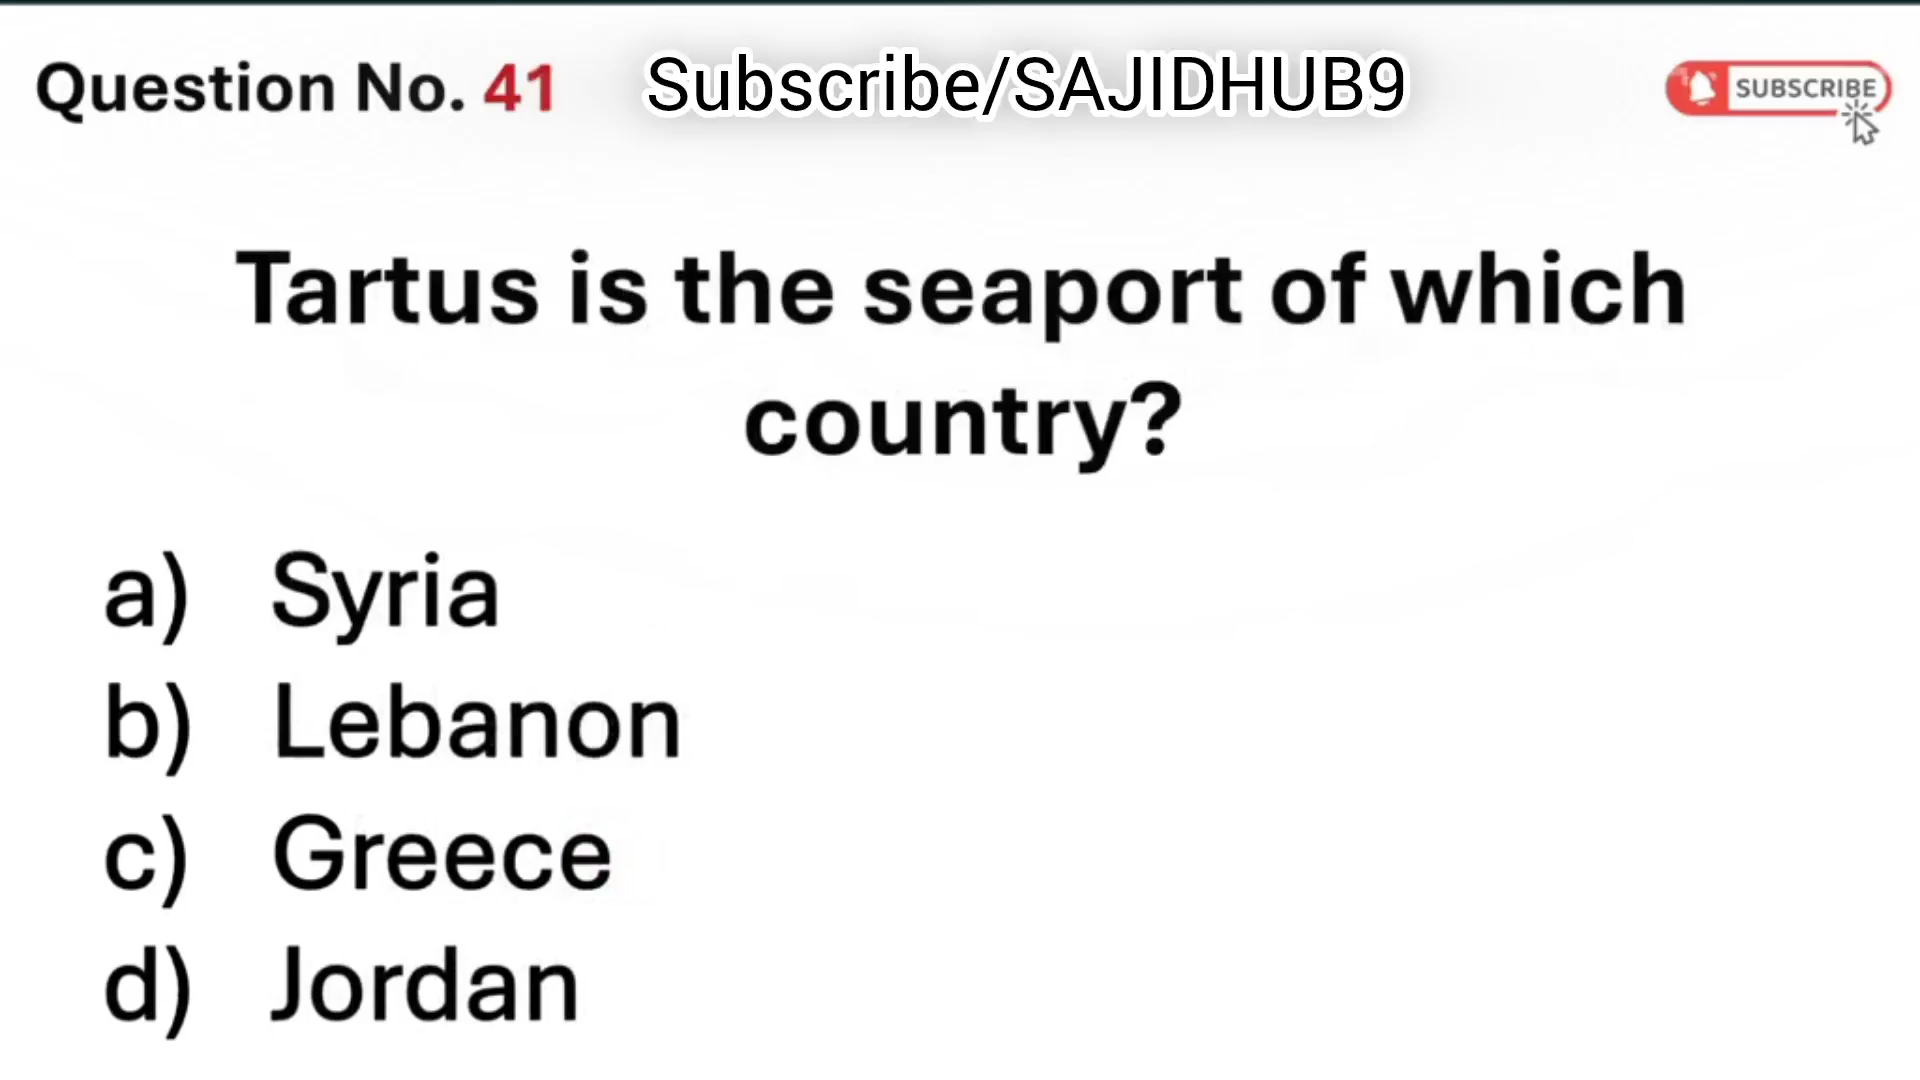 Question No. 41 Subscribe/SAJIDHUB9 SUBSCRIBE
Tartus is the seaport of which
country?
a) Syria
b) Lebanon
c) Greece
d) Jordan